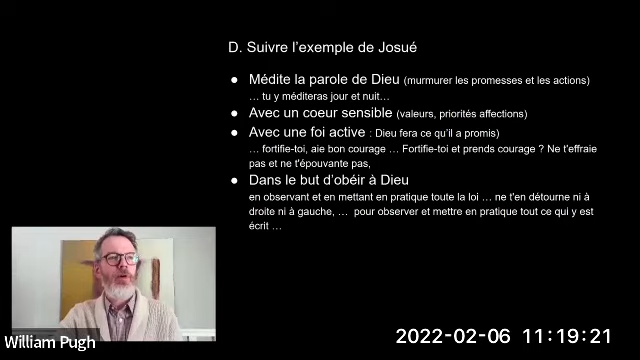 D. Suivre l'exemple de Josué
● Médite la parole de Dieu (murmurer les promesses et les actions)
… tu y méditeras jour et nuit…
● Avec un coeur sensible (valeurs, priorités affections)
● Avec une foi active : Dieu fera ce qu'il a promis)
… fortifie-toi, aie bon courage … Fortifie-toi et prends courage ? Ne t'effraie
pas et ne t'épouvante pas,
● Dans le but d'obéir à Dieu
en observant et en mettant en pratique toute la loi … ne t'en détourne ni à
droite ni à gauche, … pour observer et mettre en pratique tout ce qui y est
écrit …
William Pugh
2022-02-06 11:19:21